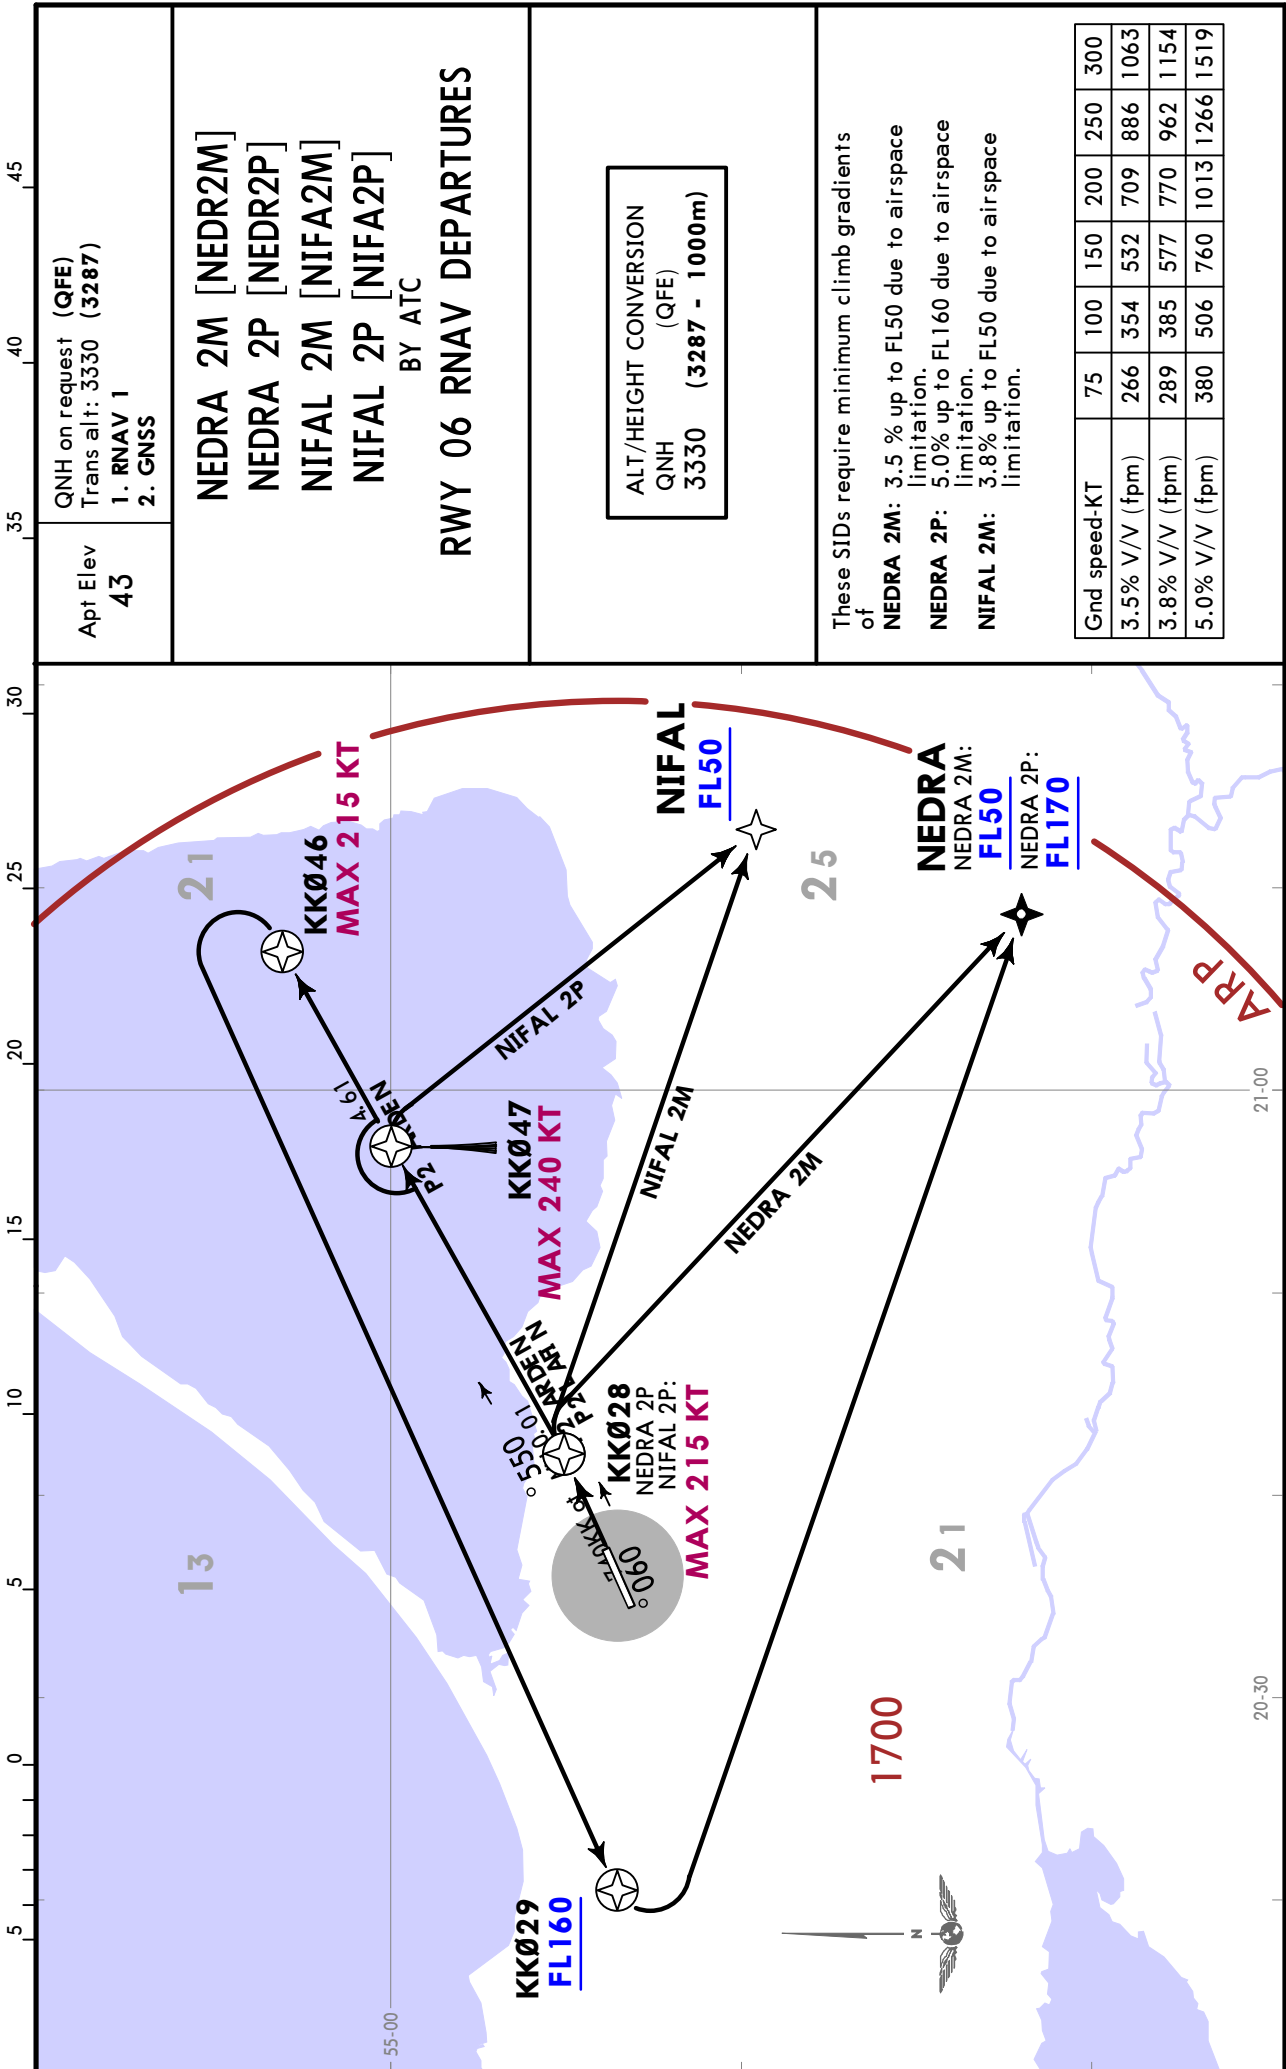 Apt Elev
43
QNH on request (QFE)
Trans alt: 3330 (3287)
1. RNAV 1
2. GNSS
NEDRA 2M [NEDR2M]
NEDRA 2P [NEDR2P]
NIFAL 2M [NIFA2M]
NIFAL 2P [NIFA2P]
BY ATC
RWY 06 RNAV DEPARTURES
ALT/HEIGHT CONVERSION
QNH (QFE)
3330 (3287 - 1000m)
These SIDs require minimum climb gradients
of
NEDRA 2M: 3.5 % up to FL50 due to airspace
limitation.
NEDRA 2P: 5.0% up to FL160 due to airspace
limitation.
NIFAL 2M: 3.8% up to FL50 due to airspace
limitation.
Gnd speed-KT 75 100 150 200 250 300
3.5% V/V (fpm) 266 354 532 709 886 1063
3.8% V/V (fpm) 289 385 577 770 962 1154
5.0% V/V (fpm) 380 506 760 1013 1266 1519
5 0 5 10 15 20 25 30 35 40 45
13
21
KKØ46
MAX 215 KT
4.61
KKØ47
MAX 240 KT
NIFAL 2P
NIFAL
FL50
NIFAL 2M
25
NEDRA 2M
NEDRA
NEDRA 2M:
FL50
NEDRA 2P:
FL170
ARP
ARDEN
°550
KKØ28
NEDRA 2P
NIFAL 2P:
MAX 215 KT
°060
KKØ29
FL160
1700
21
N
55-00
20-30
21-00